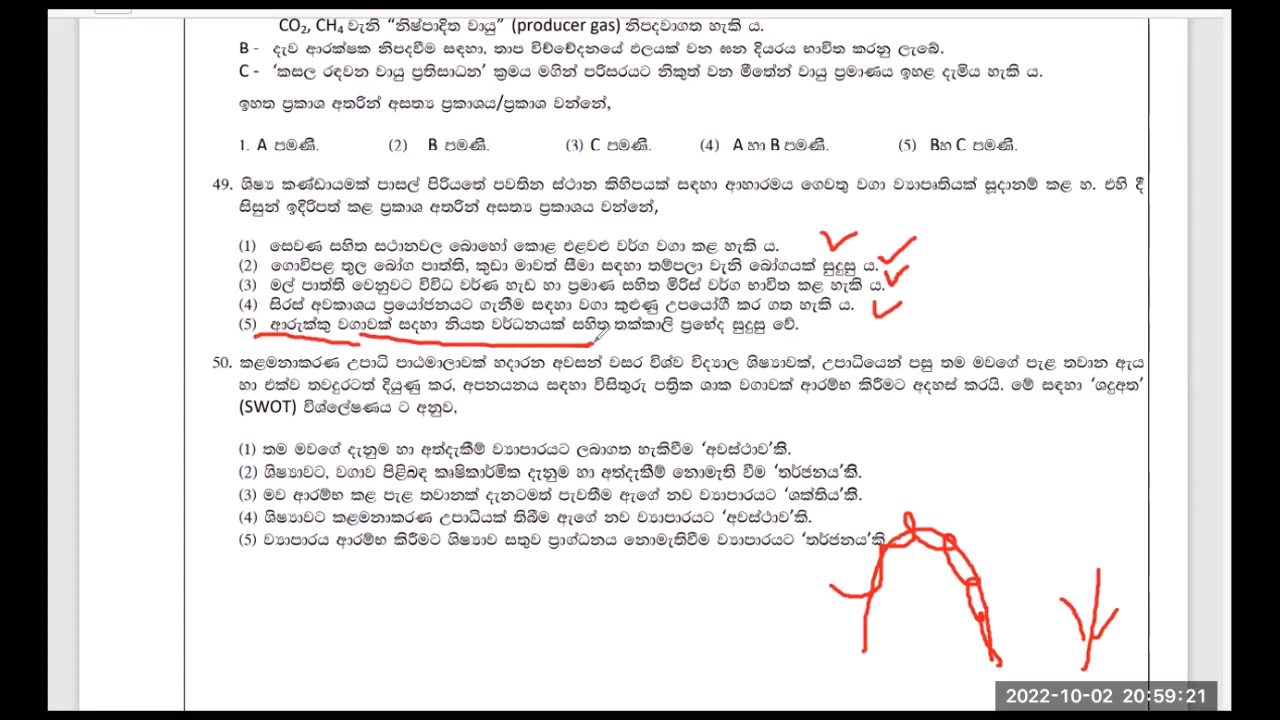 CO₂, CH₄ වැනි "නිෂ්පාදිත වායු" (producer gas) නිපදවාගත හැකි ය.
B - දැව ආරක්ෂක නිපදවීම සඳහා, තාප විච්ඡේදනයේ ඵලයක් වන ඝන දියරය භාවිත කරනු ලැබේ.
C - 'කසල රඳවන වායු ප්‍රතිසාධන' ක්‍රමය මගින් පරිසරයට නිකුත් වන මීතේන් වායු ප්‍රමාණය ඉහළ දැමිය හැකි ය.
ඉහත ප්‍රකාශ අතරින් අසත්‍ය ප්‍රකාශය/ප්‍රකාශ වන්නේ,
1. A පමණි. (2) B පමණි. (3) C පමණි. (4) A හා B පමණි. (5) Bහ C පමණි.
49. ශිෂ්‍ය කණ්ඩායමක් පාසල් පිරියතේ පවතින ස්ථාන කිහිපයක් සඳහා ආහාරමය ගෙවතු වගා ව්‍යාපෘතියක් සූදානම් කළ හ. එහි දී
සිසුන් ඉදිරිපත් කළ ප්‍රකාශ අතරින් අසත්‍ය ප්‍රකාශය වන්නේ,
(1) සෙවණ සහිත සථානවල බොහෝ කොළ එළවළු වර්ග වගා කළ හැකි ය.
(2) ගොවිපළ තුල බෝග පාත්ති, කුඩා මාවත් සීමා සඳහා තම්පලා වැනි බෝගයක් සුදුසු ය.
(3) මල් පාත්ති වෙනුවට විවිධ වර්ණ හැඩ හා ප්‍රමාණ සහිත මිරිස් වර්ග භාවිත කළ හැකි ය.
(4) සිරස් අවකාශය ප්‍රයෝජනයට ගැනීම සඳහා වගා කුළුණු උපයෝගී කර ගත හැකි ය.
(5) ආරුක්කු වගාවක් සදහා නියත වර්ධනයක් සහිත තක්කාලි ප්‍රභේද සුදුසු වේ.
50. කළමනාකරණ උපාධි පාඨමාලාවක් හදාරන අවසන් වසර විශ්ව විද්‍යාල ශිෂ්‍යාවක්, උපාධියෙන් පසු තම මවගේ පැළ තවාන ඇය
හා එක්ව තවදුරටත් දියුණු කර, අපනයනය සඳහා විසිතුරු පත්‍රික ශාක වගාවක් ආරම්භ කිරීමට අදහස් කරයි. මේ සඳහා 'ශදුඅත'
(SWOT) විශ්ලේෂණය ට අනුව,
(1) තම මවගේ දැනුම හා අත්දැකීම් ව්‍යාපාරයට ලබාගත හැකිවීම 'අවස්ථාව'කි.
(2) ශිෂ්‍යාවට, වගාව පිළිබඳ කෘෂිකාර්මික දැනුම හා අත්දැකීම් නොමැති වීම 'තර්ජනය'කි.
(3) මව ආරම්භ කළ පැළ තවානක් දැනටමත් පැවතීම ඇගේ නව ව්‍යාපාරයට 'ශක්තිය'කි.
(4) ශිෂ්‍යාවට කළමනාකරණ උපාධියක් තිබීම ඇගේ නව ව්‍යාපාරයට 'අවස්ථාව'කි.
(5) ව්‍යාපාරය ආරම්භ කිරීමට ශිෂ්‍යාව සතුව ප්‍රාග්ධනය නොමැතිවීම ව්‍යාපාරයට 'තර්ජනය'කි.
2022-10-02 20:59:21